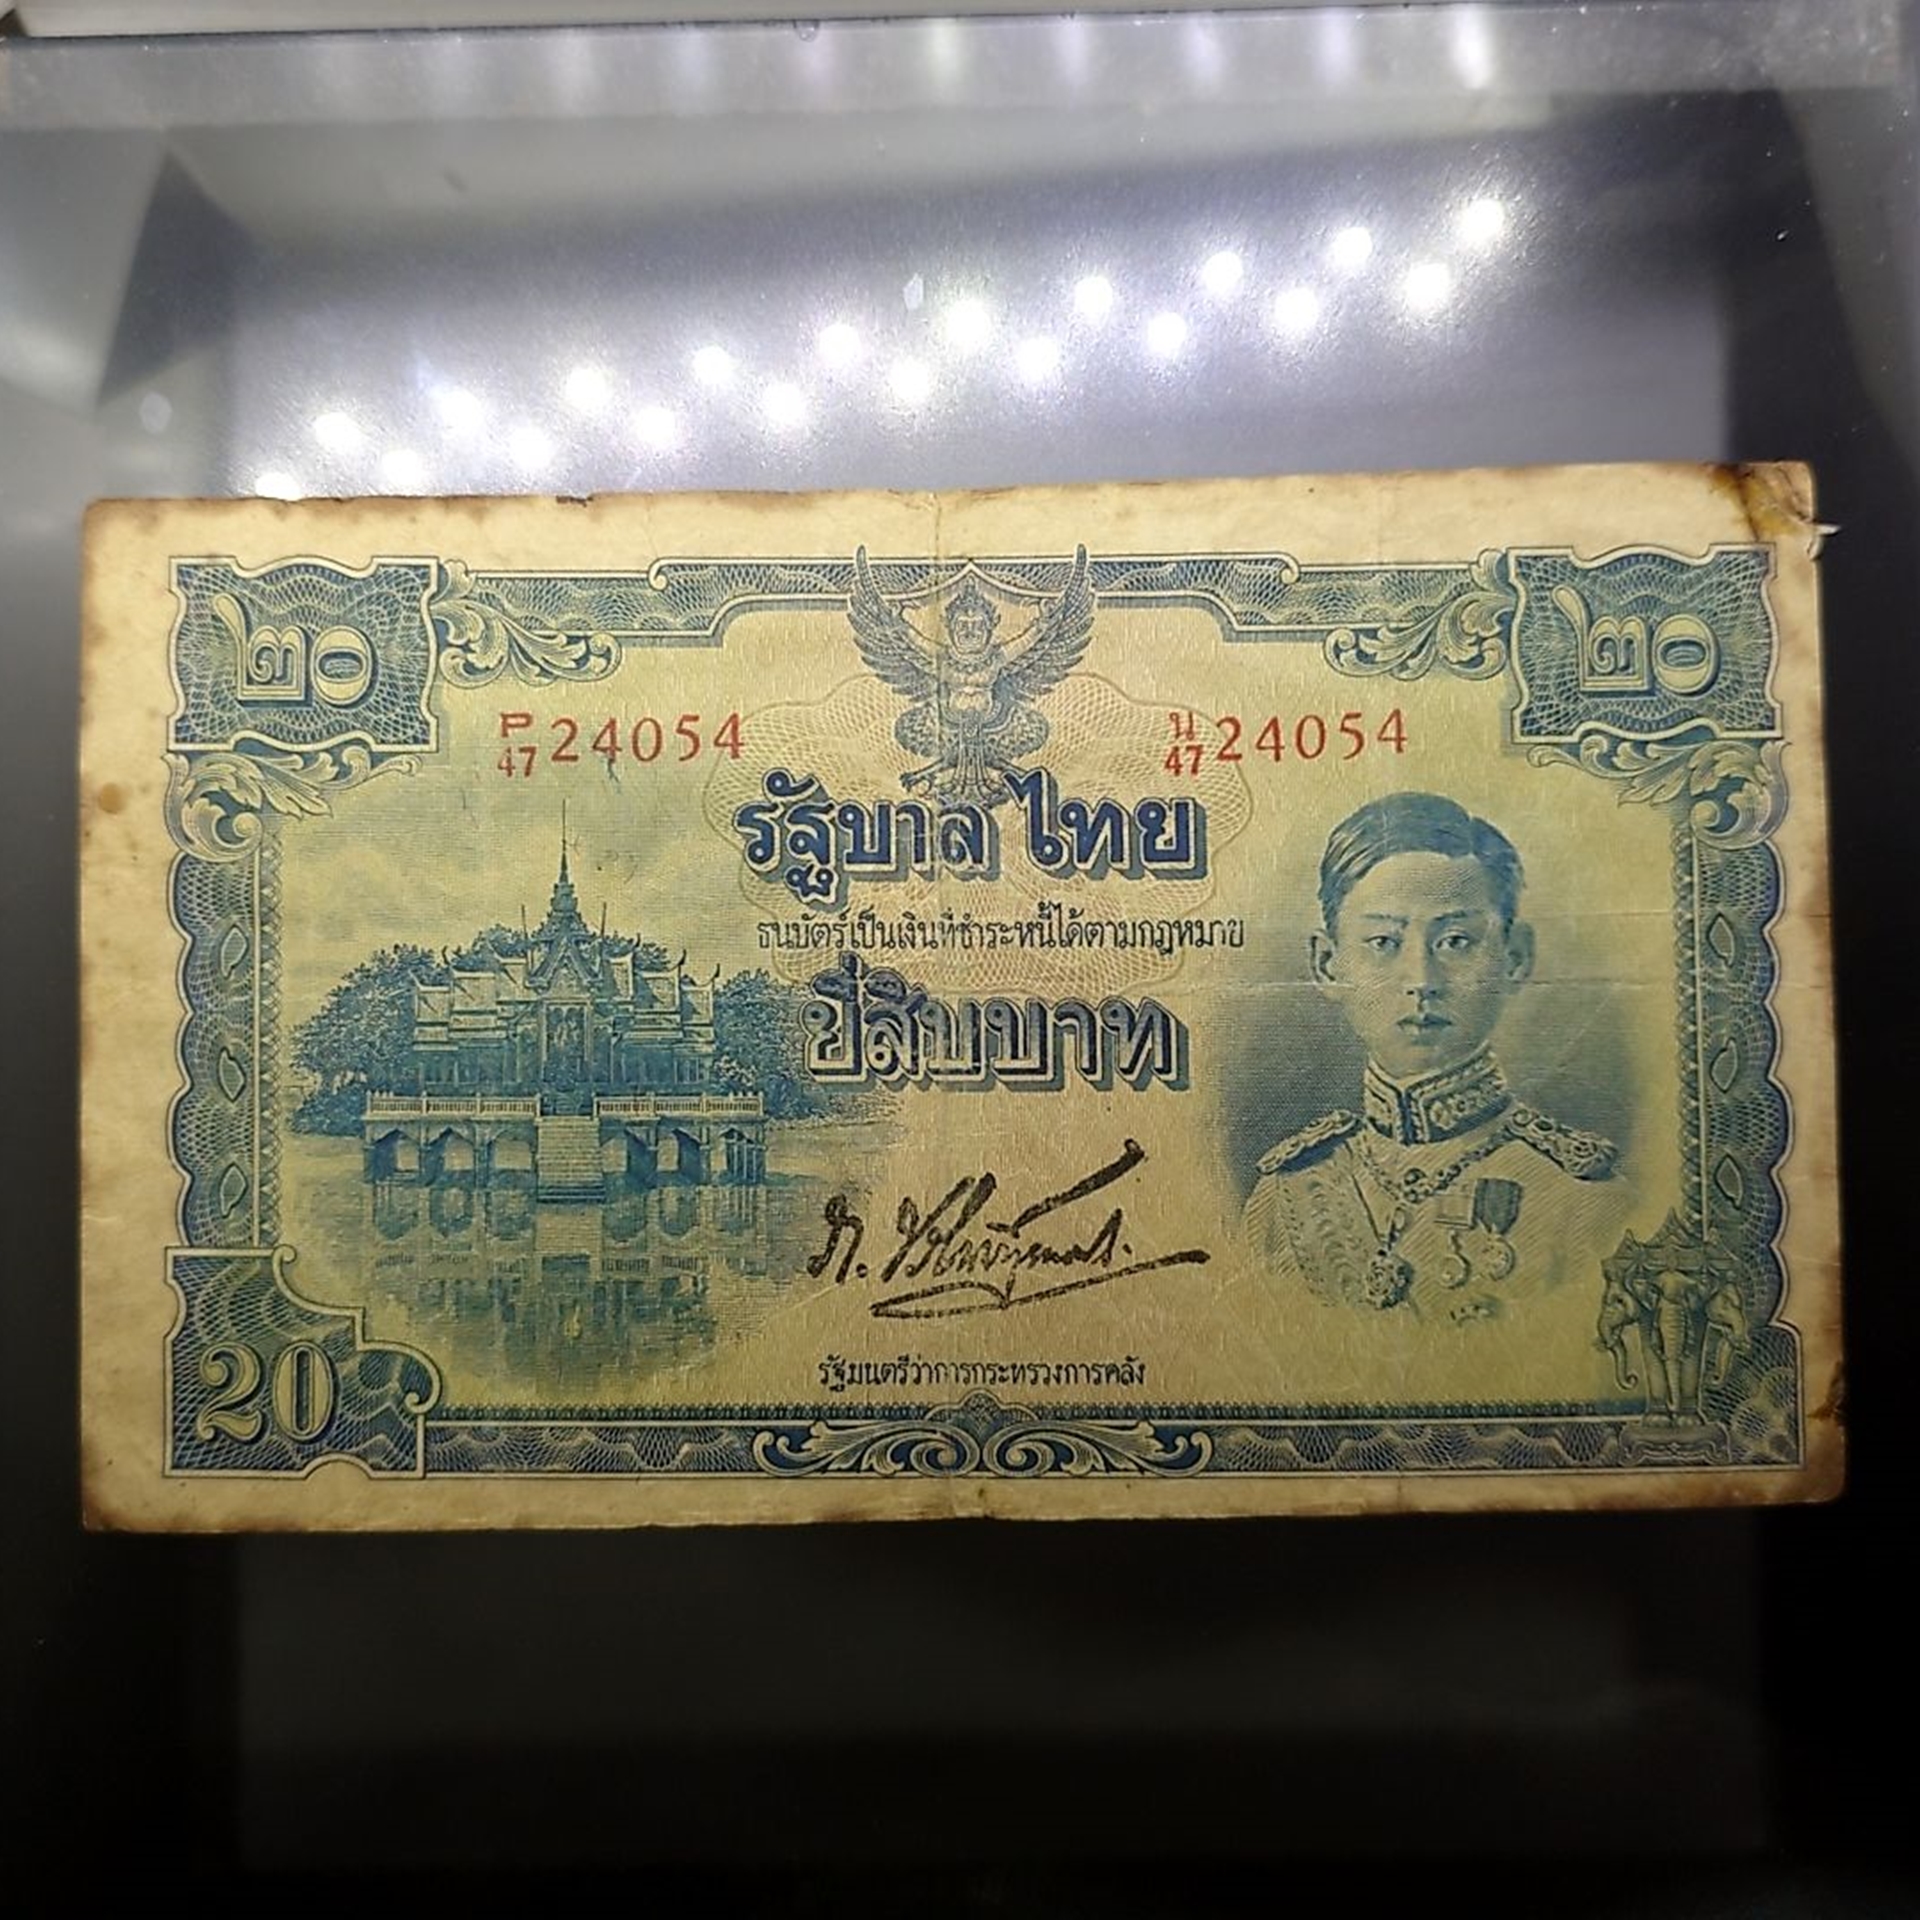 ๒๐ ๒๐
P/47 24054 น/47 24054
รัฐบาลไทย
ธนบัตร์เป็นเงินที่ชำระหนี้ได้ตามกฎหมาย
ยี่สิบบาท
รัฐมนตรีว่าการกระทรวงการคลัง
20